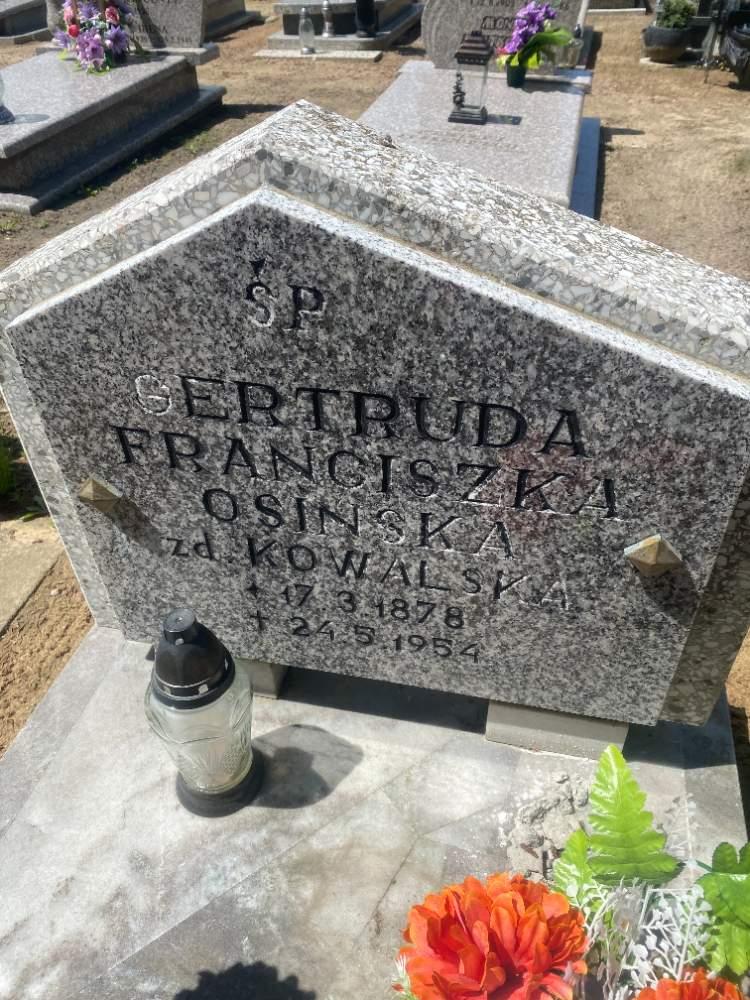 ŚP
GERTRUDA
FRANCISZKA
OSIŃSKA
zd. KOWALSKA
* 17.3.1878
+ 24.5.1954